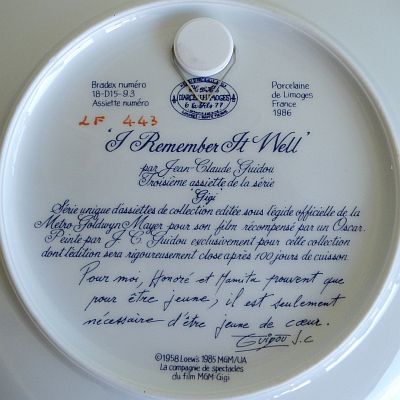 Bradex numéro
18-D15-9.3
Assiette numéro
LF 443
LIMOGES
Porcelaine
de Limoges
France
1986
'I Remember It Well'
par Jean-Claude Guidou
Troisième assiette de la série
Gigi
Série unique d'assiettes de collection editée sous l'égide officielle de la
Metro Goldwyn Mayer pour son film récompensé par un Oscar.
Peinte par J. C. Guidou exclusivement pour cette collection
dont l'édition sera rigoureusement close après 100 jours de cuisson.
Pour moi, Honoré et Mamita prouvent que
pour être jeune, il est seulement
nécessaire d'être jeune de cœur.
Guidou J.C
©1958 Loew's 1985 MGM/UA
La compagnie de spectacles
du film MGM-Gigi